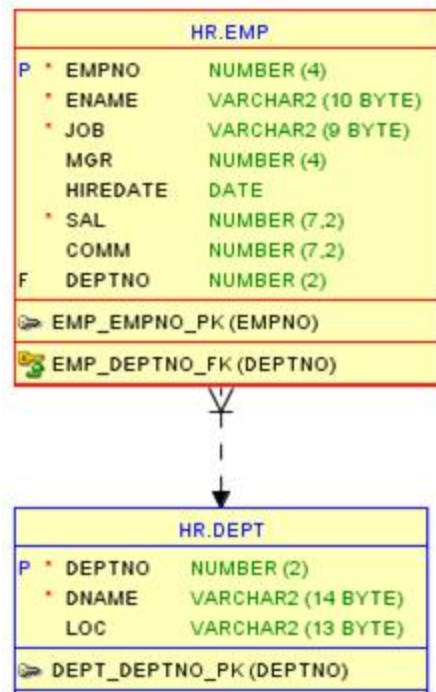 HR.EMP
P * EMPNO NUMBER (4)
* ENAME VARCHAR2 (10 BYTE)
* JOB VARCHAR2 (9 BYTE)
MGR NUMBER (4)
HIREDATE DATE
* SAL NUMBER (7,2)
COMM NUMBER (7,2)
F DEPTNO NUMBER (2)
EMP_EMPNO_PK (EMPNO)
EMP_DEPTNO_FK (DEPTNO)
HR.DEPT
P * DEPTNO NUMBER (2)
* DNAME VARCHAR2 (14 BYTE)
LOC VARCHAR2 (13 BYTE)
DEPT_DEPTNO_PK (DEPTNO)